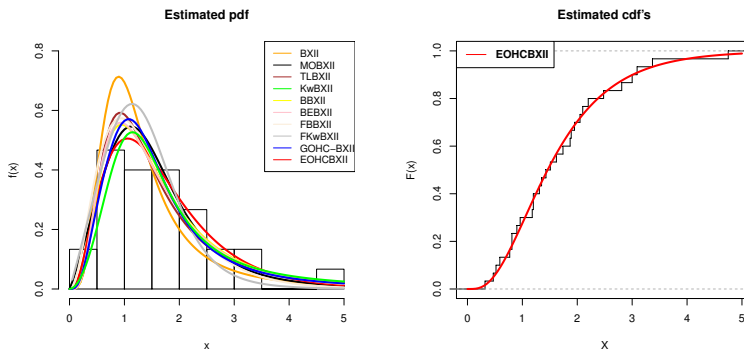 Estimated pdf
f(x)
0.8
0.6
0.4
0.2
0.0
BXII
MOBXII
TLBXII
KwBXII
BBXII
BEBXII
FBBXII
FKwBXII
GOHC−BXII
EOHCBXII
0 1 2 3 4 5
x
Estimated cdf's
F(x)
1.0
0.8
0.6
0.4
0.2
0.0
EOHCBXII
0 1 2 3 4 5
X